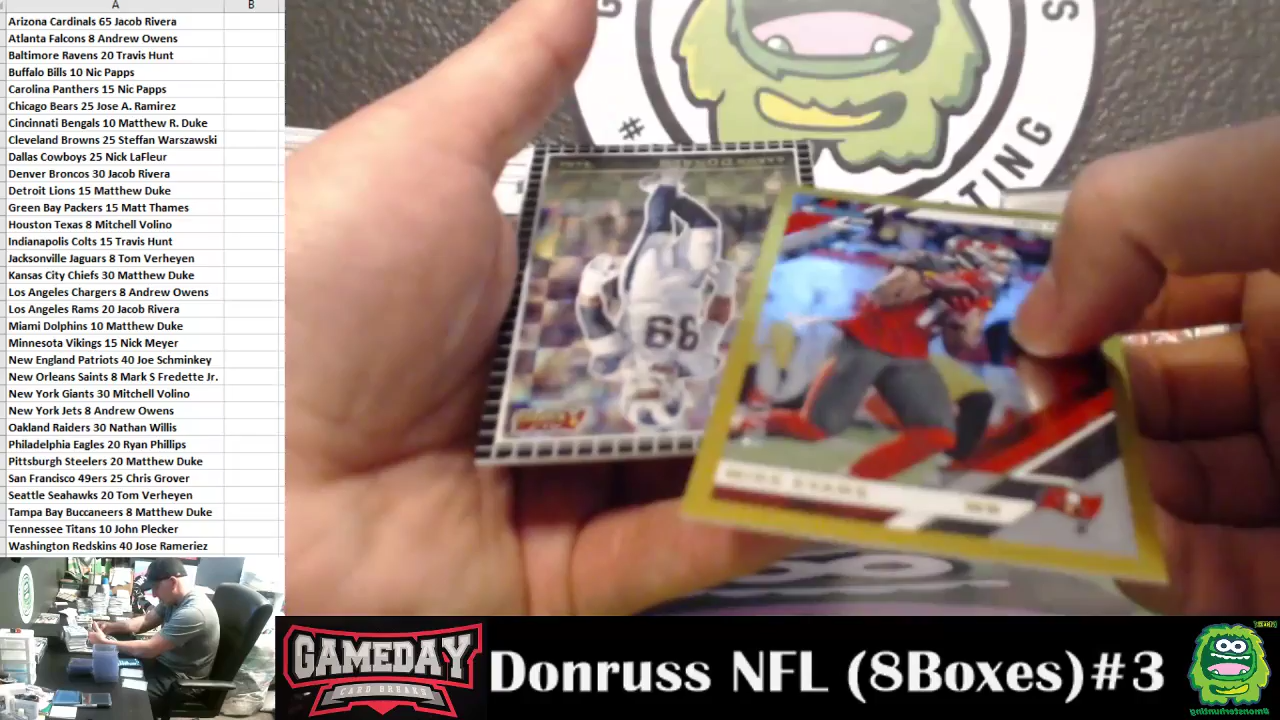 A
B
Arizona Cardinals 65 Jacob Rivera
Atlanta Falcons 8 Andrew Owens
Baltimore Ravens 20 Travis Hunt
Buffalo Bills 10 Nic Papps
Carolina Panthers 15 Nic Papps
Chicago Bears 25 Jose A. Ramirez
Cincinnati Bengals 10 Matthew R. Duke
Cleveland Browns 25 Steffan Warszawski
Dallas Cowboys 25 Nick LaFleur
Denver Broncos 30 Jacob Rivera
Detroit Lions 15 Matthew Duke
Green Bay Packers 15 Matt Thames
Houston Texas 8 Mitchell Volino
Indianapolis Colts 15 Travis Hunt
Jacksonville Jaguars 8 Tom Verheyen
Kansas City Chiefs 30 Matthew Duke
Los Angeles Chargers 8 Andrew Owens
Los Angeles Rams 20 Jacob Rivera
Miami Dolphins 10 Matthew Duke
Minnesota Vikings 15 Nick Meyer
New England Patriots 40 Joe Schminkey
New Orleans Saints 8 Mark S Fredette Jr.
New York Giants 30 Mitchell Volino
New York Jets 8 Andrew Owens
Oakland Raiders 30 Nathan Willis
Philadelphia Eagles 20 Ryan Phillips
Pittsburgh Steelers 20 Matthew Duke
San Francisco 49ers 25 Chris Grover
Seattle Seahawks 20 Tom Verheyen
Tampa Bay Buccaneers 8 Matthew Duke
Tennessee Titans 10 John Plecker
Washington Redskins 40 Jose Rameriez
#
TING
AARON DONALD
99
MIKE EVANS
WR
GAMEDAY
CARD BREAKS
Donruss NFL (8Boxes)#3
#monsterhunting